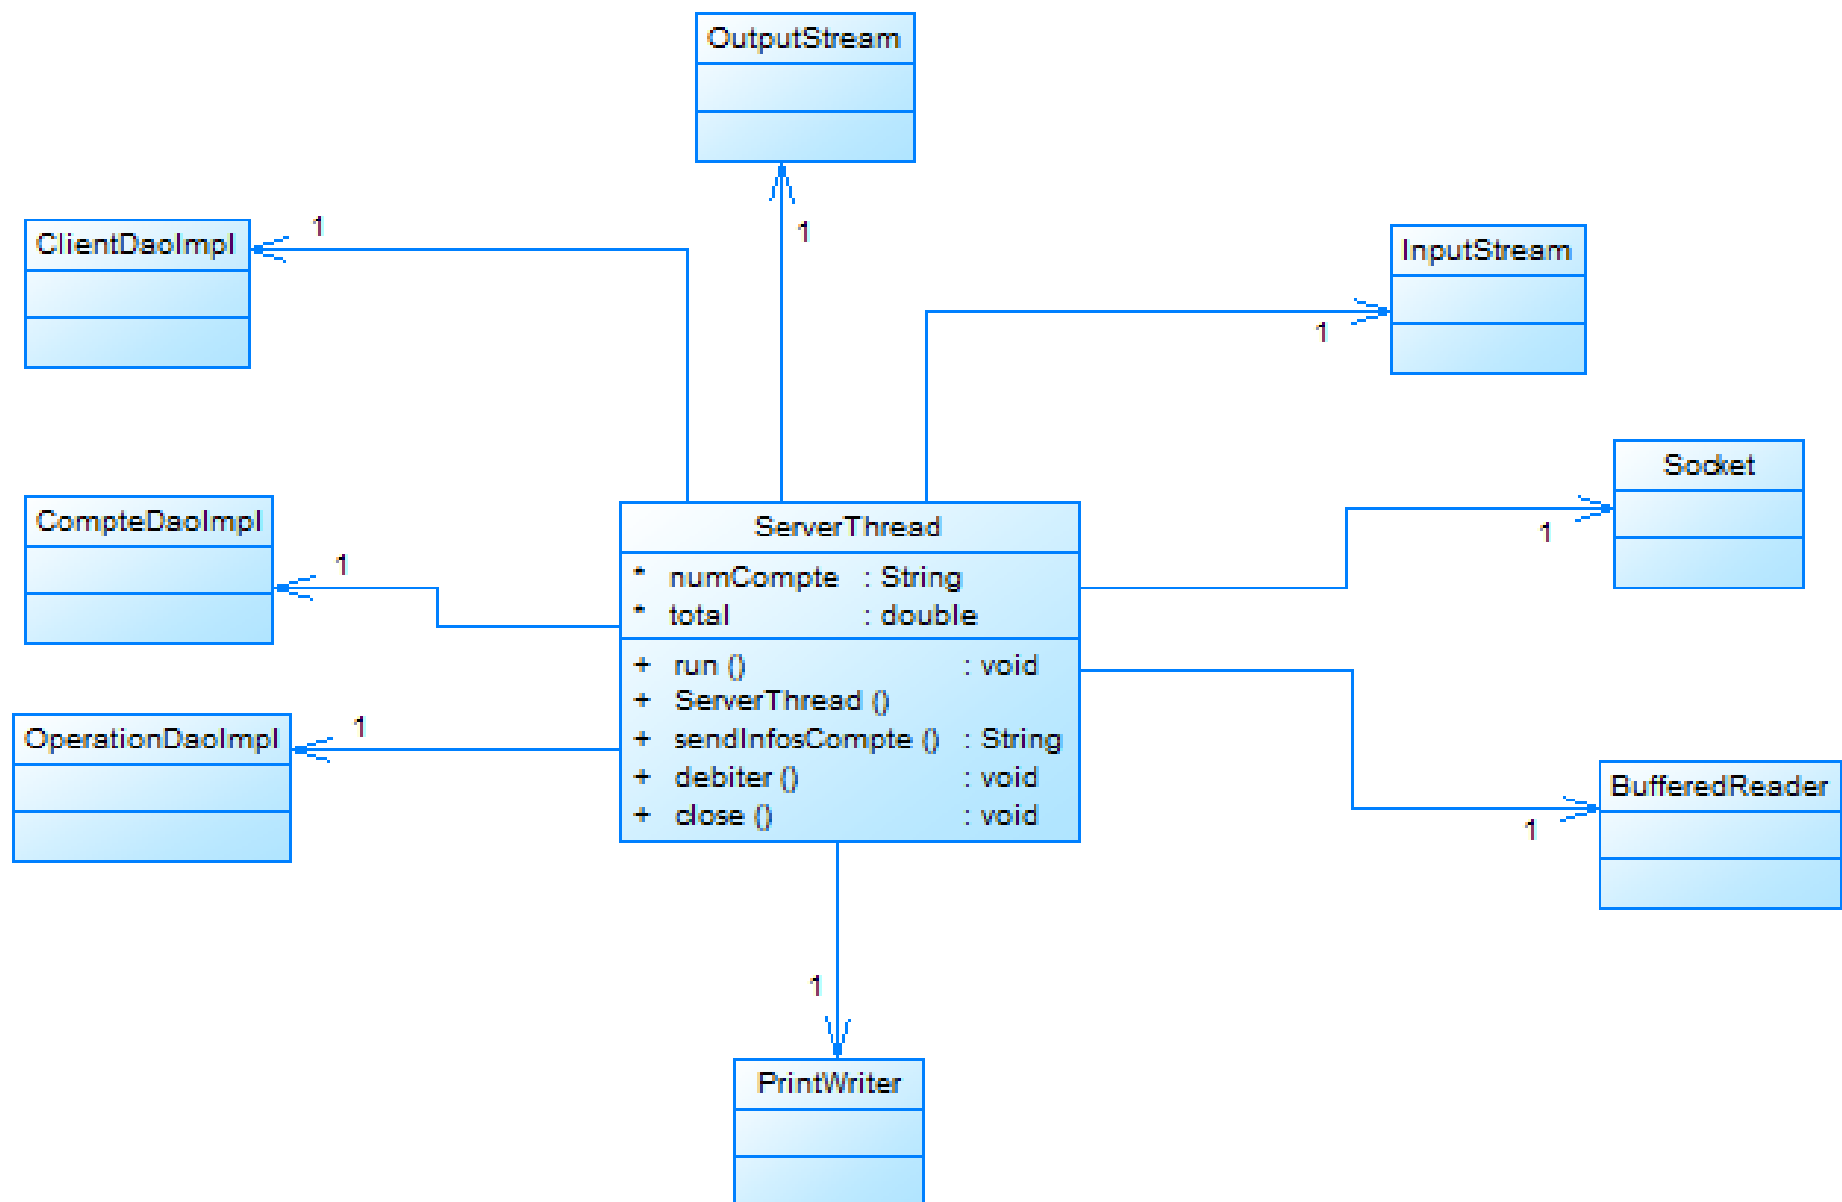 OutputStream
1
ClientDaoImpl
1
InputStream
1
Socket
1
CompteDaoImpl
1
ServerThread
* numCompte : String
* total : double
+ run () : void
+ ServerThread ()
+ sendInfosCompte () : String
+ debiter () : void
+ close () : void
OperationDaoImpl
1
BufferedReader
1
1
PrintWriter